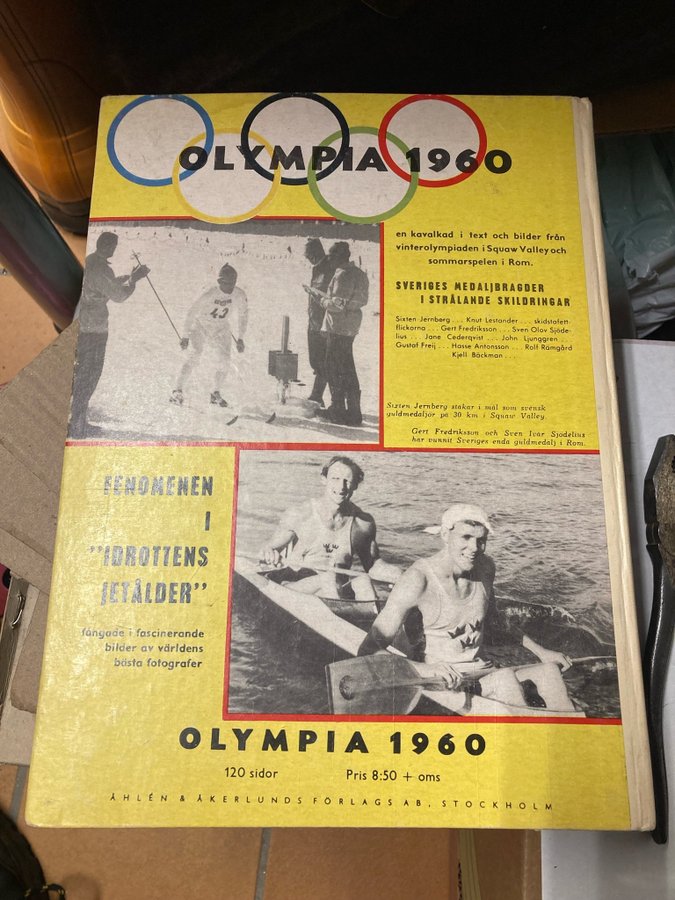 OLYMPIA 1960
en kavalkad i text och bilder från
vinterolympiaden i Squaw Valley och
sommarspelen i Rom.
SVERIGES MEDALJBRAGDER
I STRÅLANDE SKILDRINGAR
Sixten Jernberg . . . Knut Lestander . . . skidstafett-
flickorna . . . Gert Fredriksson . . . Sven Olov Sjöde-
lius . . . Jane Cederqvist . . . John Ljunggren . . .
Gustaf Freij . . . Hasse Antonsson . . . Rolf Rämgård
Kjell Bäckman . . .
43
Sixten Jernberg stakar i mål som svensk
guldmedaljör på 30 km i Squaw Valley.
Gert Fredriksson och Sven Ivar Sjödelius
har vunnit Sveriges enda guldmedalj i Rom.
FENOMENEN
I
"IDROTTENS
JETÅLDER"
fångade i fascinerande
bilder av världens
bästa fotografer
OLYMPIA 1960
120 sidor Pris 8:50 + oms
ÅHLÉN & ÅKERLUNDS FÖRLAGS AB, STOCKHOLM